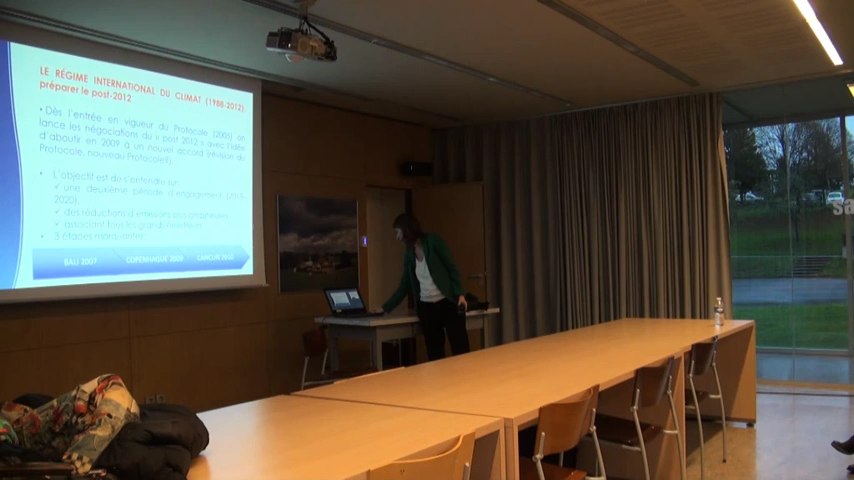 LE RÉGIME INTERNATIONAL DU CLIMAT (1988-2012):
préparer le post-2012
• Dès l'entrée en vigueur du Protocole (2005) on
lance les négociations du « post 2012 » avec l'idée
d'aboutir en 2009 à un nouvel accord (révision du
Protocole, nouveau Protocole?)
• L'objectif est de s'entendre sur:
✓ une deuxième période d'engagement
2020),
✓ des réductions d'émissions plus
✓ associant tous les grands émetteurs
• 3 étapes marquantes:
BALI 2007 COPENHAGUE 2009 CANCUN 2010
sa